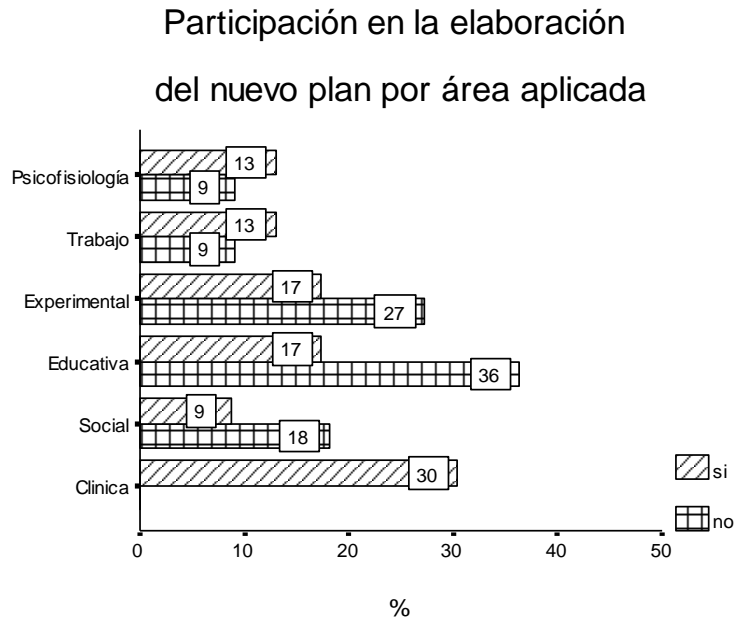 Participación en la elaboración
del nuevo plan por área aplicada
Psicofisiología
13
9
Trabajo
13
9
Experimental
17
27
Educativa
17
36
Social
9
18
Clinica
30
si
no
0 10 20 30 40 50
%